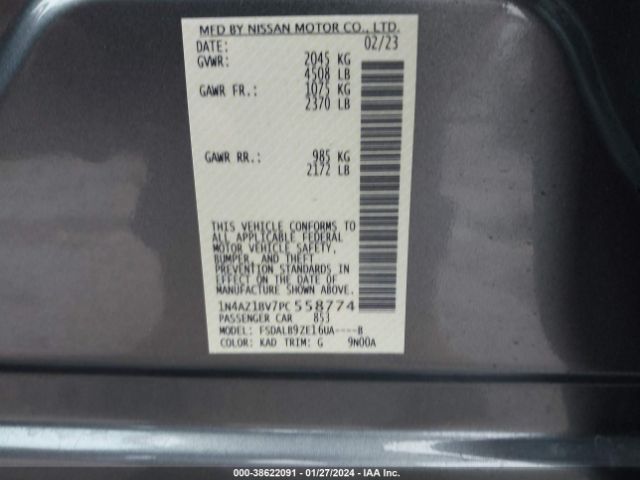 MFD BY NISSAN MOTOR CO., LTD.
DATE: 02/23
GVWR: 2045 KG
4508 LB
GAWR FR.: 1075 KG
2370 LB
GAWR RR.: 985 KG
2172 LB
THIS VEHICLE CONFORMS TO
ALL APPLICABLE FEDERAL
MOTOR VEHICLE SAFETY,
BUMPER, AND THEFT
PREVENTION STANDARDS IN
EFFECT ON THE DATE OF
MANUFACTURE SHOWN ABOVE.
1N4AZ1BV7PC558774
PASSENGER CAR 853
MODEL: FSDALB9ZE16UA----B
COLOR: KAD TRIM: G 9N00A
000-38622091 - 01/27/2024 - IAA Inc.